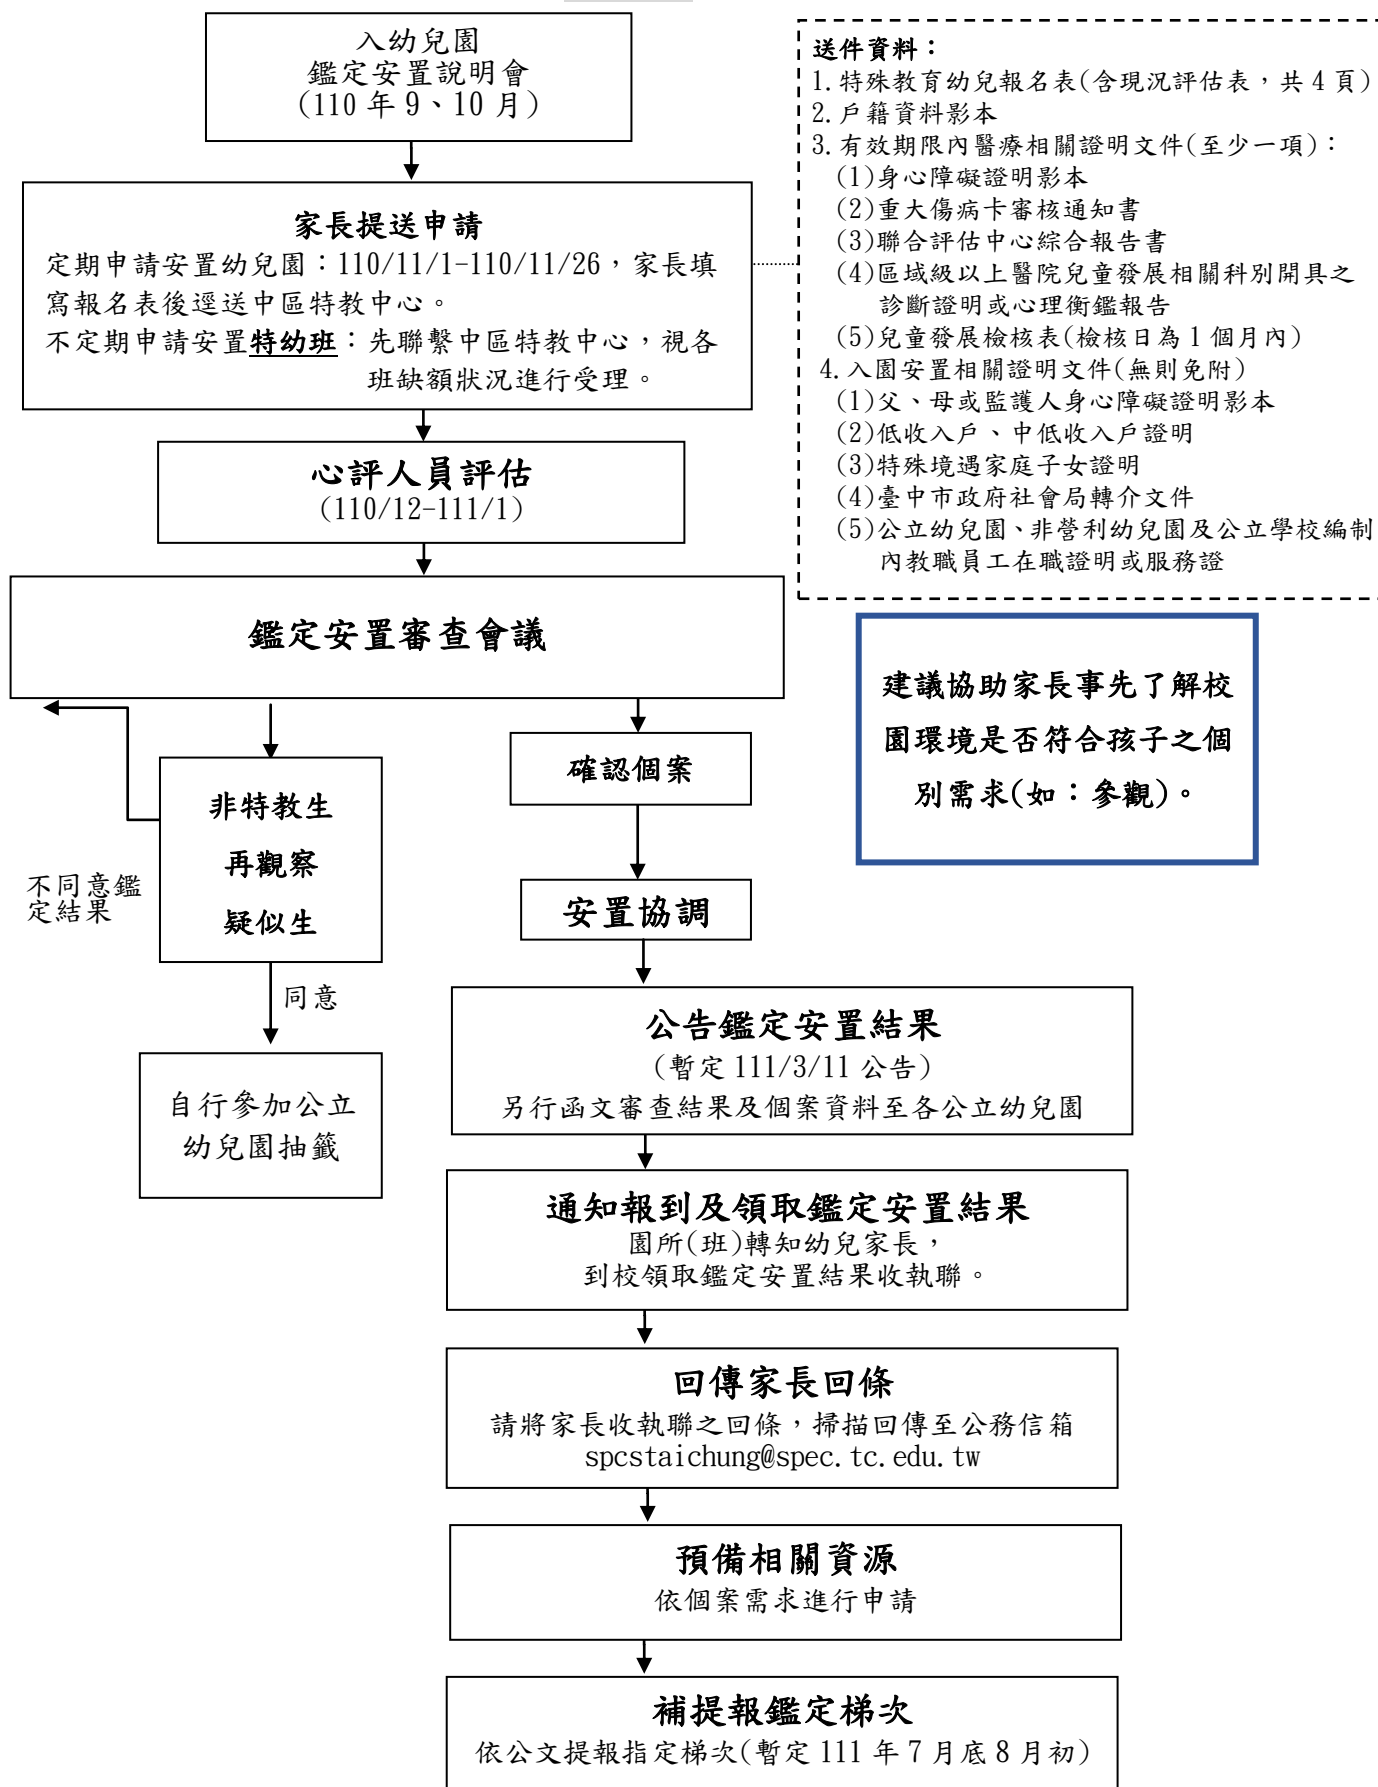 入幼兒園
鑑定安置說明會
(110 年 9、10 月)
家長提送申請
定期申請安置幼兒園：110/11/1-110/11/26，家長填
寫報名表後逕送中區特教中心。
不定期申請安置特幼班：先聯繫中區特教中心，視各
班缺額狀況進行受理。
心評人員評估
(110/12-111/1)
鑑定安置審查會議
送件資料：
1.特殊教育幼兒報名表(含現況評估表，共 4 頁)
2.戶籍資料影本
3.有效期限內醫療相關證明文件(至少一項)：
(1)身心障礙證明影本
(2)重大傷病卡審核通知書
(3)聯合評估中心綜合報告書
(4)區域級以上醫院兒童發展相關科別開具之
診斷證明或心理衡鑑報告
(5)兒童發展檢核表(檢核日為 1 個月內)
4.入園安置相關證明文件(無則免附)
(1)父、母或監護人身心障礙證明影本
(2)低收入戶、中低收入戶證明
(3)特殊境遇家庭子女證明
(4)臺中市政府社會局轉介文件
(5)公立幼兒園、非營利幼兒園及公立學校編制
內教職員工在職證明或服務證
建議協助家長事先了解校
園環境是否符合孩子之個
別需求(如：參觀)。
非特教生
再觀察
疑似生
不同意鑑
定結果
同意
自行參加公立
幼兒園抽籤
確認個案
安置協調
公告鑑定安置結果
(暫定 111/3/11 公告)
另行函文審查結果及個案資料至各公立幼兒園
通知報到及領取鑑定安置結果
園所(班)轉知幼兒家長，
到校領取鑑定安置結果收執聯。
回傳家長回條
請將家長收執聯之回條，掃描回傳至公務信箱
spcstaichung@spec.tc.edu.tw
預備相關資源
依個案需求進行申請
補提報鑑定梯次
依公文提報指定梯次(暫定 111 年 7 月底 8 月初)